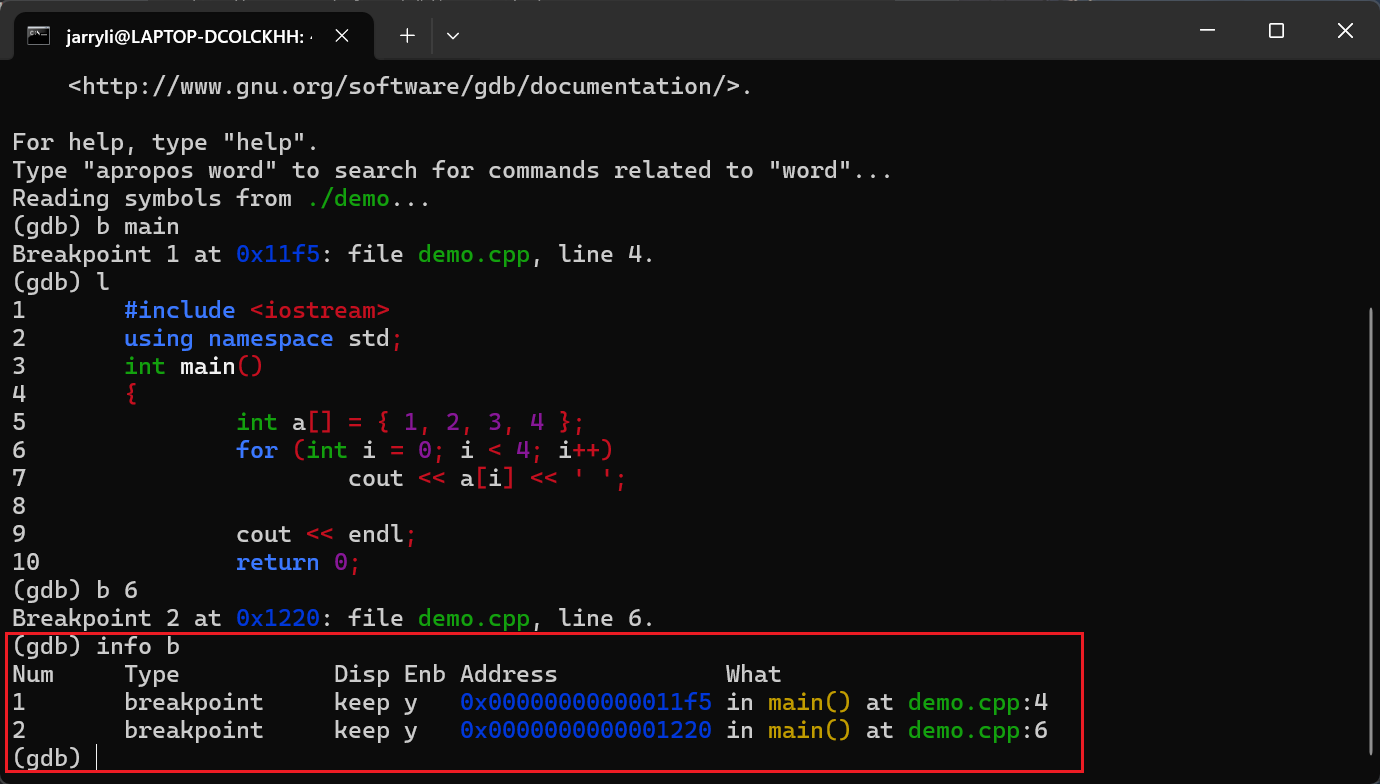 jarryli@LAPTOP-DCOLCKHH:
<http://www.gnu.org/software/gdb/documentation/>.
For help, type "help".
Type "apropos word" to search for commands related to "word"...
Reading symbols from ./demo...
(gdb) b main
Breakpoint 1 at 0x11f5: file demo.cpp, line 4.
(gdb) l
1       #include <iostream>
2       using namespace std;
3       int main()
4       {
5               int a[] = { 1, 2, 3, 4 };
6               for (int i = 0; i < 4; i++)
7                       cout << a[i] << ' ';
8
9               cout << endl;
10              return 0;
(gdb) b 6
Breakpoint 2 at 0x1220: file demo.cpp, line 6.
(gdb) info b
Num     Type           Disp Enb Address            What
1       breakpoint     keep y   0x00000000000011f5 in main() at demo.cpp:4
2       breakpoint     keep y   0x0000000000001220 in main() at demo.cpp:6
(gdb)